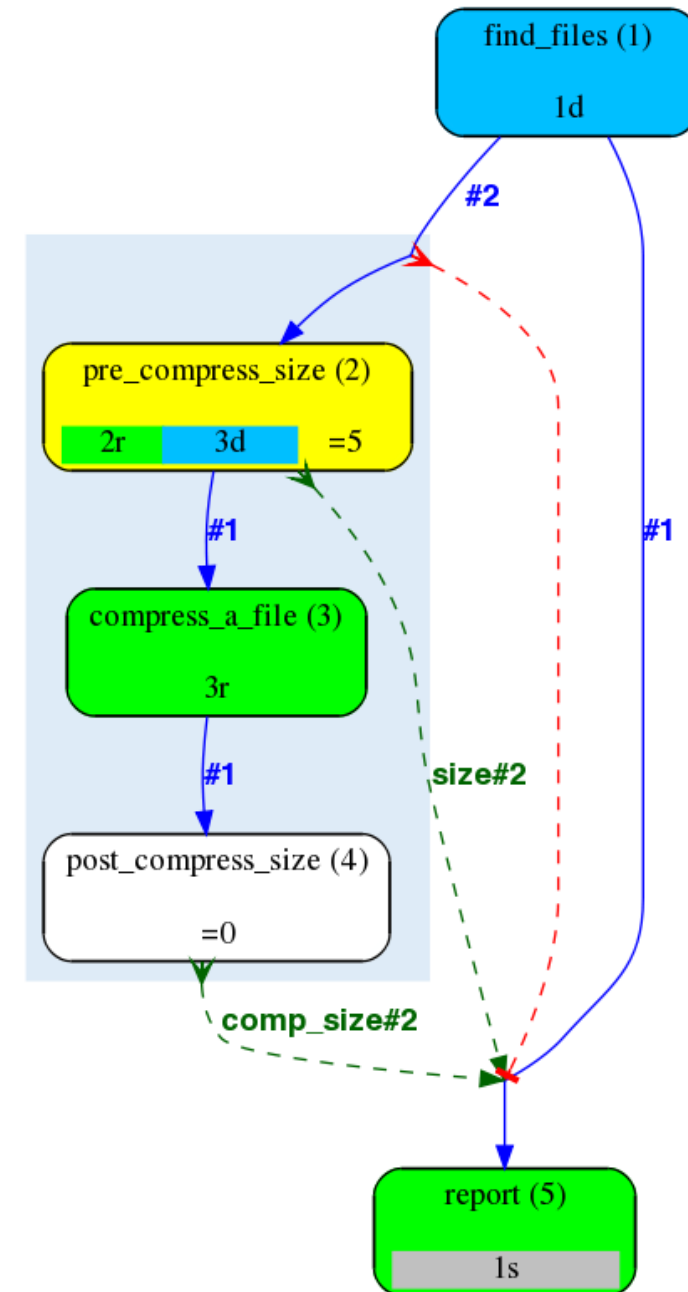 find_files (1)
1d
#2
pre_compress_size (2)
2r 3d =5
#1
#1
compress_a_file (3)
3r
#1
size#2
post_compress_size (4)
=0
comp_size#2
report (5)
1s